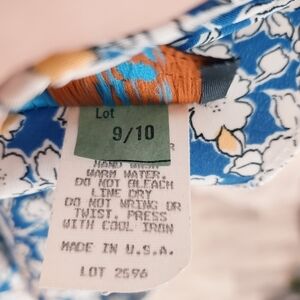 Lot
9/10
HAND WASH
WARM WATER.
DO NOT BLEACH
LINE DRY
DO NOT WRING OR
TWIST. PRESS
WITH COOL IRON
MADE IN U.S.A.
LOT 2596